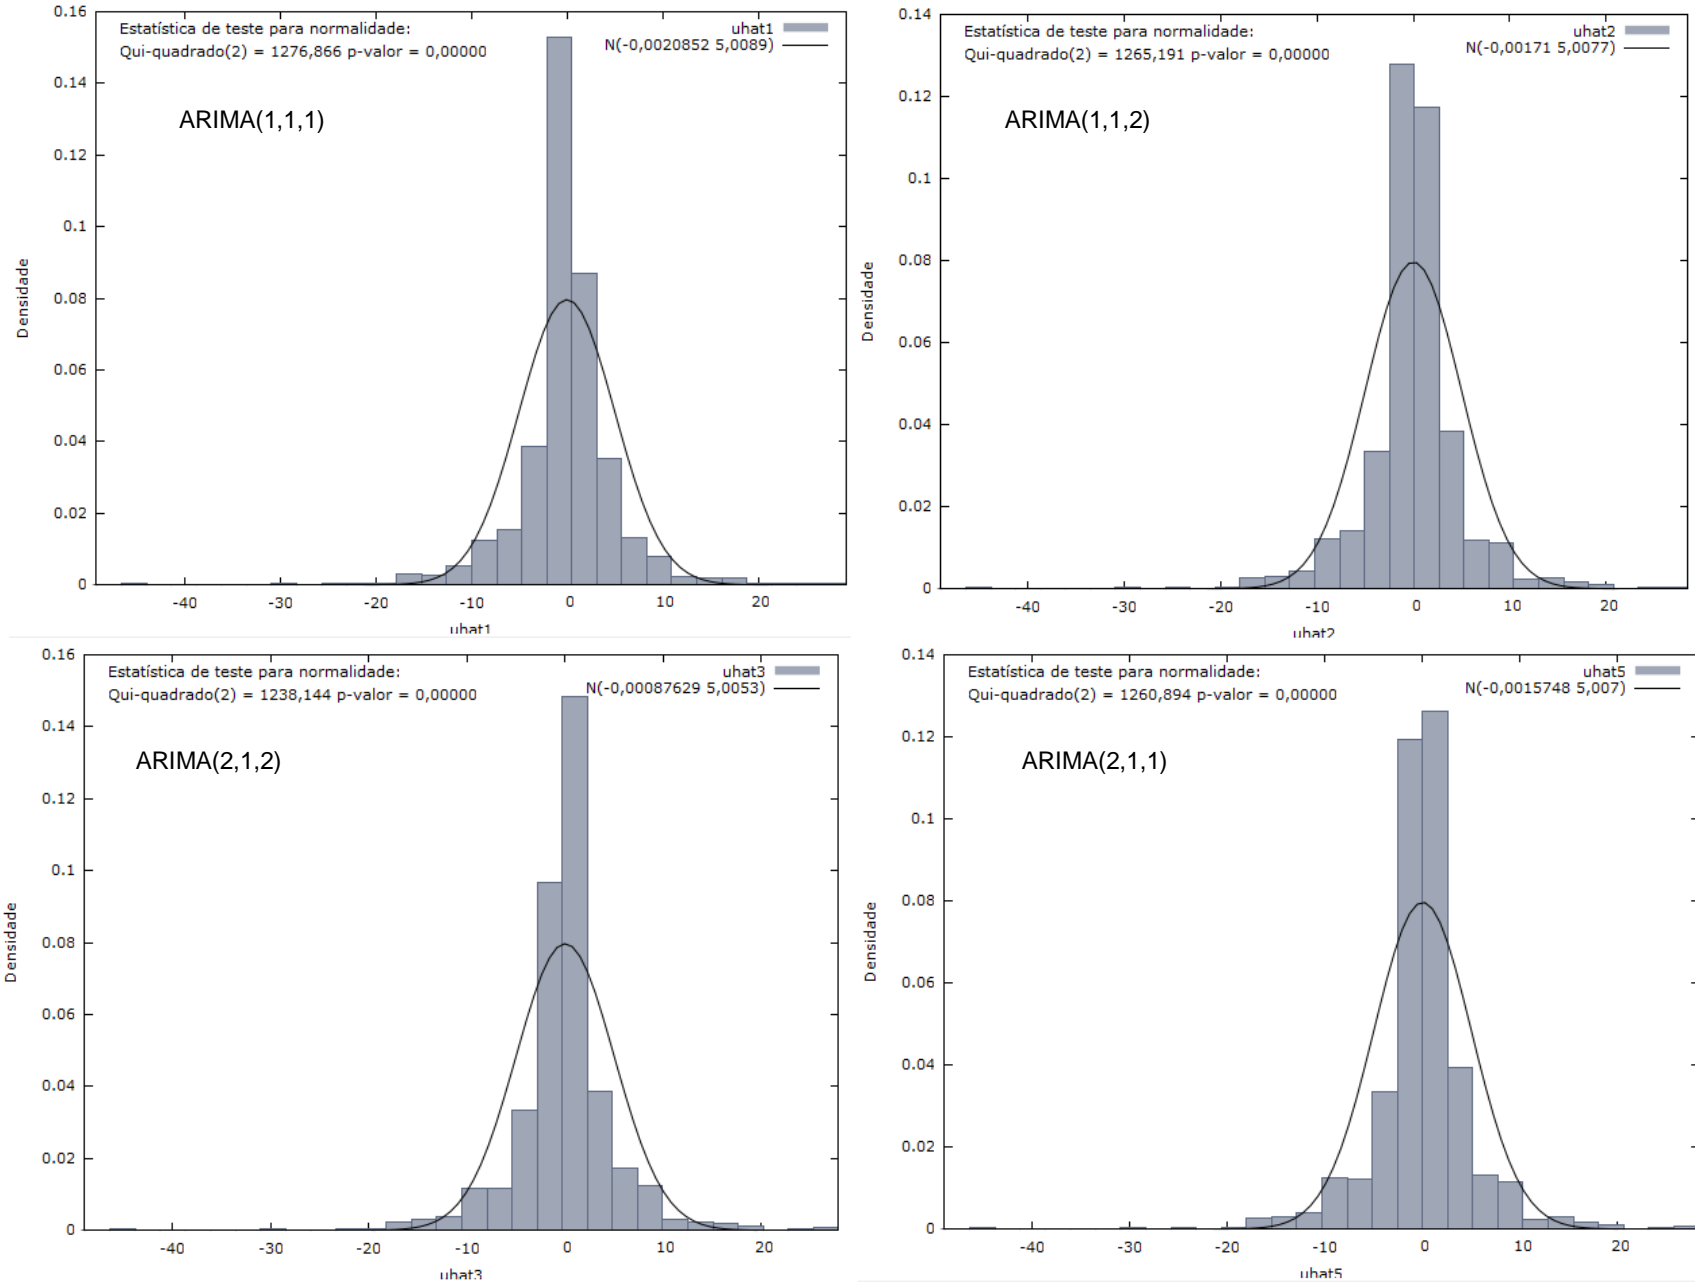 Estatística de teste para normalidade:
Qui-quadrado(2) = 1276,866 p-valor = 0,00000
uhat1
N(-0,0020852 5,0089)
ARIMA(1,1,1)
Densidade
0.16
0.14
0.12
0.1
0.08
0.06
0.04
0.02
0
-40
-30
-20
-10
0
10
20
uhat1
Estatística de teste para normalidade:
Qui-quadrado(2) = 1265,191 p-valor = 0,00000
uhat2
N(-0,00171 5,0077)
ARIMA(1,1,2)
Densidade
0.14
0.12
0.1
0.08
0.06
0.04
0.02
0
-40
-30
-20
-10
0
10
20
uhat2
Estatística de teste para normalidade:
Qui-quadrado(2) = 1238,144 p-valor = 0,00000
uhat3
N(-0,00087629 5,0053)
ARIMA(2,1,2)
Densidade
0.16
0.14
0.12
0.1
0.08
0.06
0.04
0.02
0
-40
-30
-20
-10
0
10
20
uhat3
Estatística de teste para normalidade:
Qui-quadrado(2) = 1260,894 p-valor = 0,00000
uhat5
N(-0,0015748 5,007)
ARIMA(2,1,1)
Densidade
0.14
0.12
0.1
0.08
0.06
0.04
0.02
0
-40
-30
-20
-10
0
10
20
uhat5